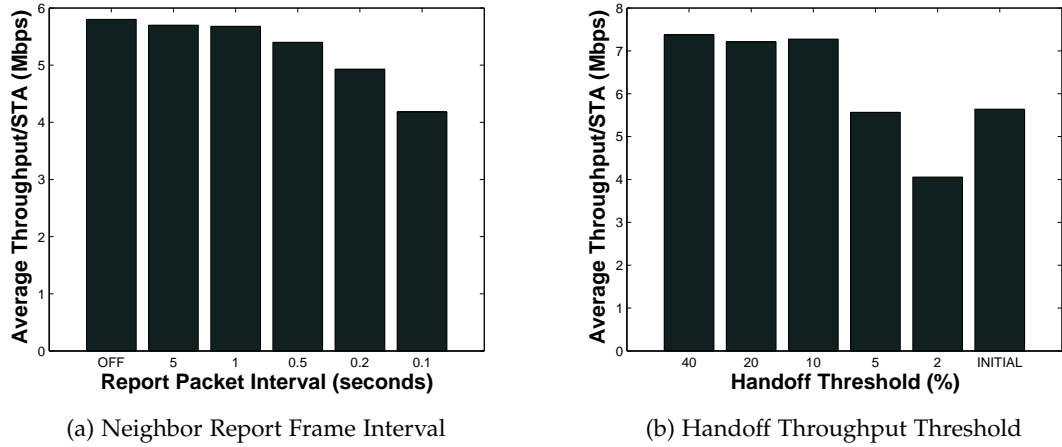 6
5
4
3
2
1
0
Average Throughput/STA (Mbps)
OFF 5 1 0.5 0.2 0.1
Report Packet Interval (seconds)
(a) Neighbor Report Frame Interval
8
7
6
5
4
3
2
1
0
Average Throughput/STA (Mbps)
40 20 10 5 2 INITIAL
Handoff Threshold (%)
(b) Handoff Throughput Threshold